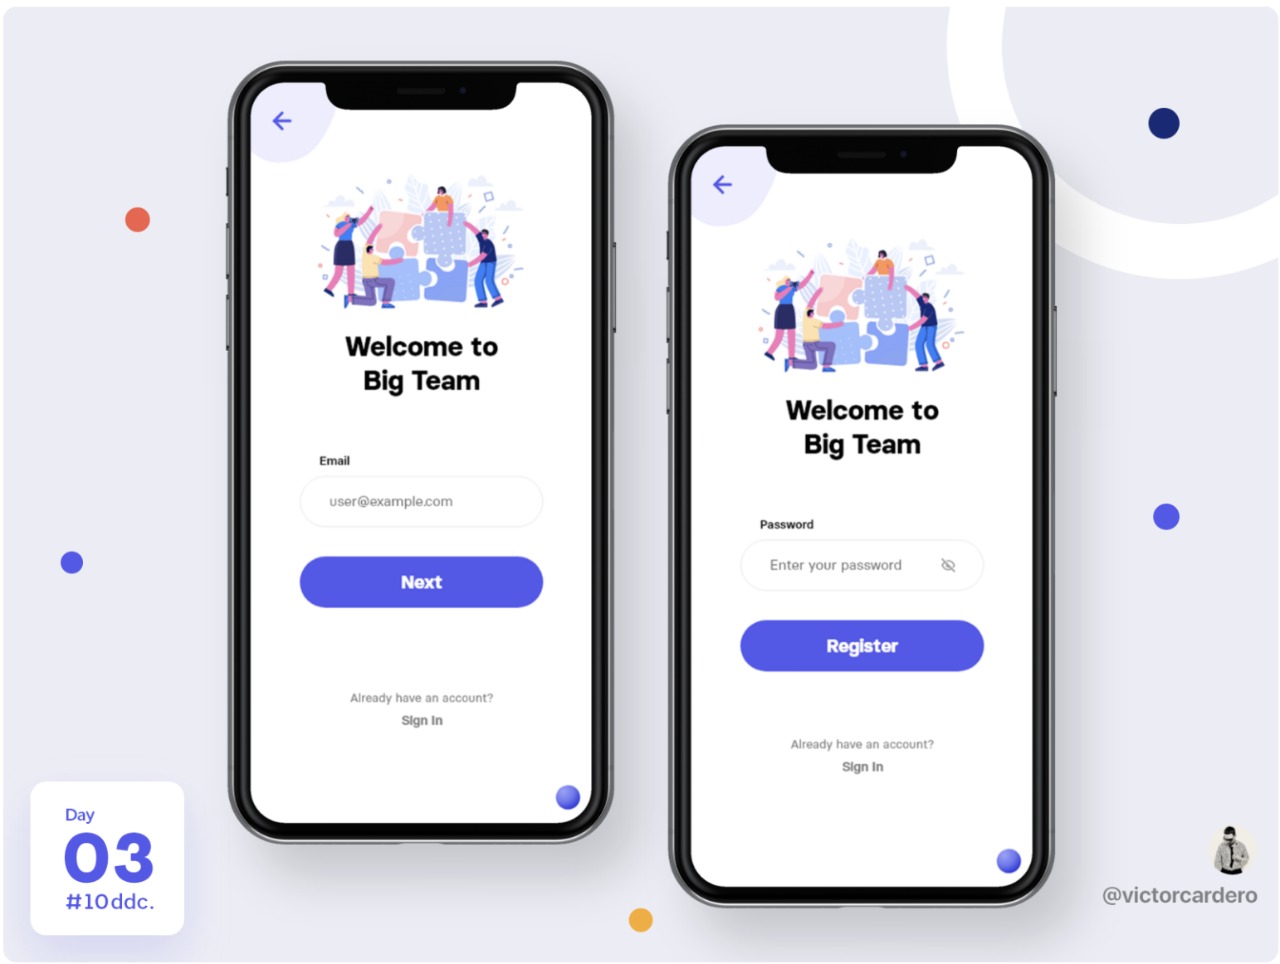 Welcome to
Big Team
Email
user@example.com
Next
Already have an account?
Sign In
Welcome to
Big Team
Password
Enter your password
Register
Already have an account?
Sign In
Day
03
#10ddc.
@victorcardero